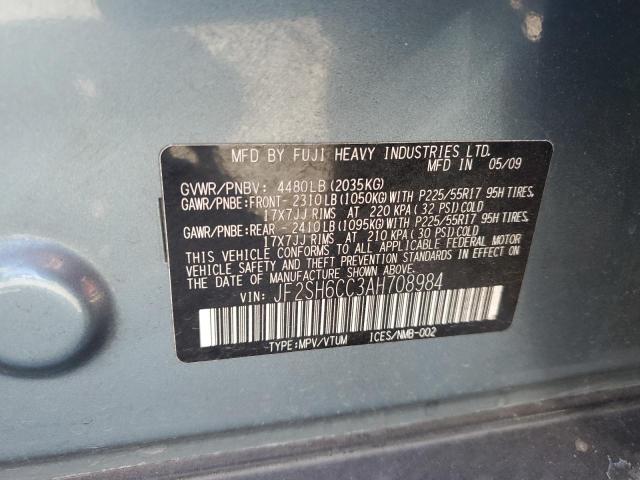 MFD BY FUJI HEAVY INDUSTRIES LTD.
MFD IN 05/09
GVWR/PNBV: 4480LB(2035KG)
GAWR/PNBE:FRONT- 2310LB(1050KG)WITH P225/55R17 95H TIRES,
17X7JJ RIMS AT 220 KPA(32 PSI)COLD
GAWR/PNBE:REAR - 2410LB(1095KG)WITH P225/55R17 95H TIRES,
17X7JJ RIMS AT 210 KPA(30 PSI)COLD
THIS VEHICLE CONFORMS TO ALL APPLICABLE FEDERAL MOTOR
VEHICLE SAFETY AND THEFT PREVENTION STANDARDS IN EFFECT ON
THE DATE OF MANUFACTURE SHOWN ABOVE.
VIN: JF2SH6CC3AH708984
TYPE:MPV/VTUM ICES/NMB-002